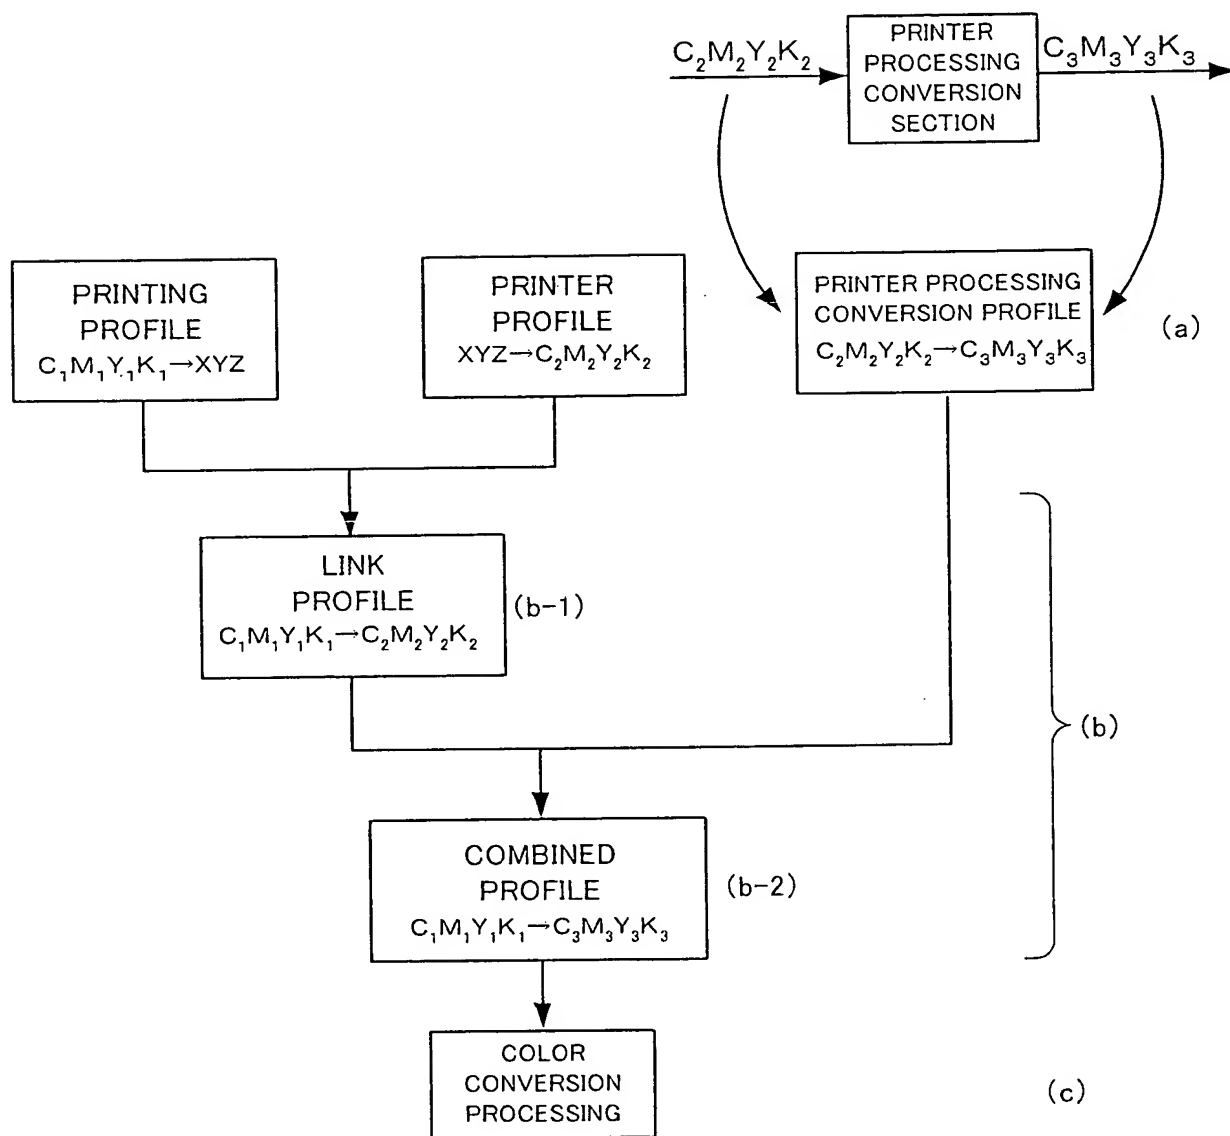 C₂M₂Y₂K₂
PRINTER
PROCESSING
CONVERSION
SECTION
C₃M₃Y₃K₃
PRINTING
PROFILE
C₁M₁Y₁K₁→XYZ
PRINTER
PROFILE
XYZ→C₂M₂Y₂K₂
PRINTER PROCESSING
CONVERSION PROFILE
C₂M₂Y₂K₂→C₃M₃Y₃K₃
(a)
LINK
PROFILE
C₁M₁Y₁K₁→C₂M₂Y₂K₂
(b-1)
(b)
COMBINED
PROFILE
C₁M₁Y₁K₁→C₃M₃Y₃K₃
(b-2)
COLOR
CONVERSION
PROCESSING
(c)